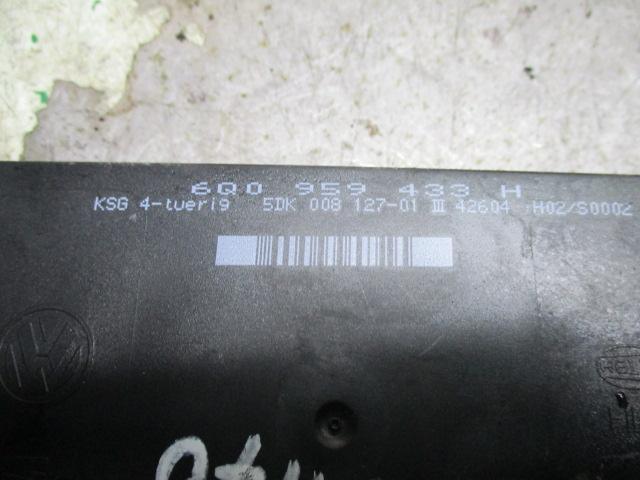 6Q0 959 433 H
KSG 4-tuerig 5DK 008 127-01 III 42604 H02/S0002